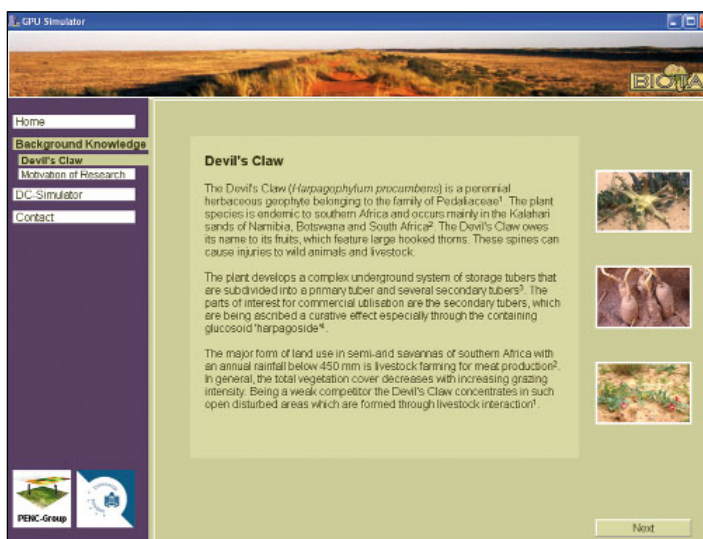 GPU Simulator
BIOTA
Home
Background Knowledge
Devil's Claw
Motivation of Research
DC-Simulator
Contact
Devil's Claw
The Devil's Claw (Harpagophytum procumbens) is a perennial
herbaceous geophyte belonging to the family of Pedaliaceae¹. The plant
species is endemic to southern Africa and occurs mainly in the Kalahari
sands of Namibia, Botswana and South Africa². The Devil's Claw owes
its name to its fruits, which feature large hooked thorns. These spines can
cause injuries to wild animals and livestock.
The plant develops a complex underground system of storage tubers that
are subdivided into a primary tuber and several secondary tubers³. The
parts of interest for commercial utilisation are the secondary tubers, which
are being ascribed a curative effect especially through the containing
glucosoid 'harpagoside'⁴.
The major form of land use in semi-arid savannas of southern Africa with
an annual rainfall below 450 mm is livestock farming for meat production².
In general, the total vegetation cover decreases with increasing grazing
intensity. Being a weak competitor the Devil's Claw concentrates in such
open disturbed areas which are formed through livestock interaction¹.
PENC-Group
Next